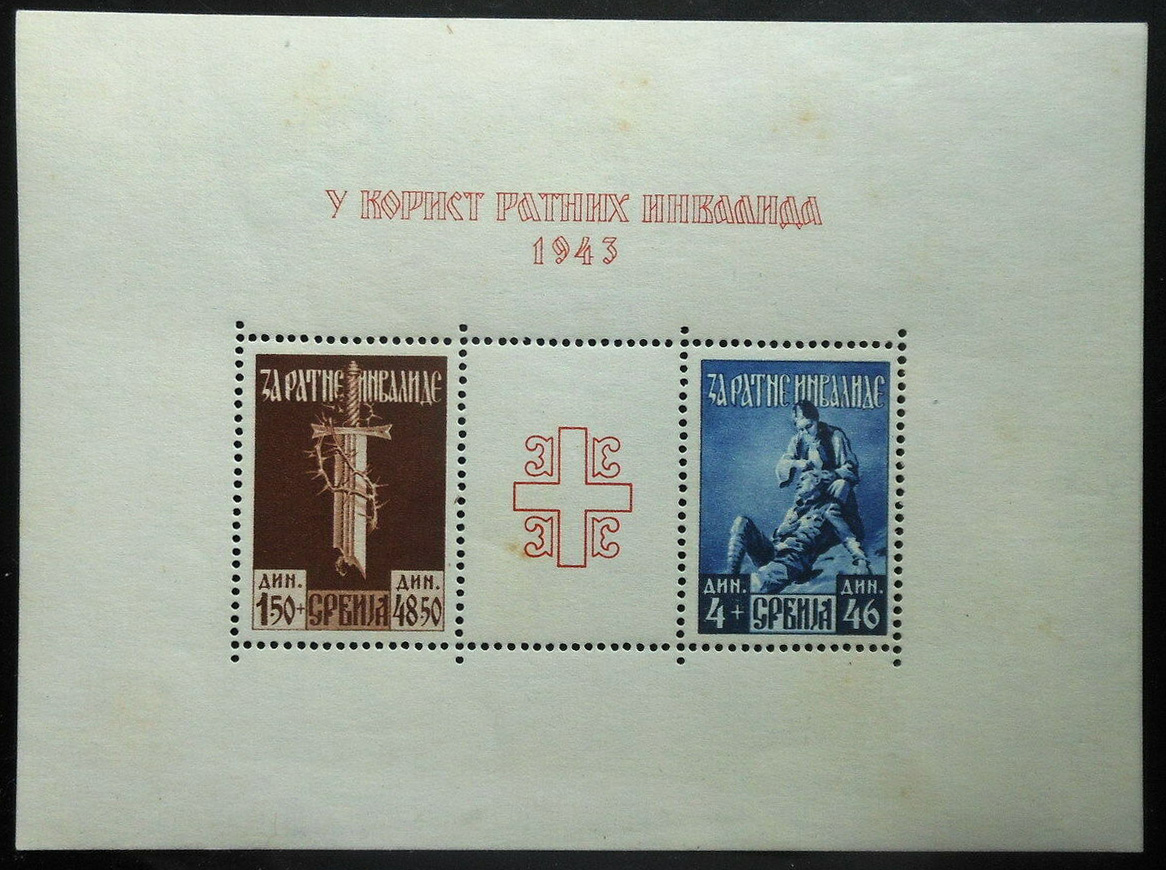 У КОРИСТ РАТНИХ ИНВАЛИДА
1943
ЗА РАТНЕ ИНВАЛИДЕ
ДИН.
1.50+
СРБИЈА
ДИН.
48.50
ЗА РАТНЕ ИНВАЛИДЕ
ДИН.
4+
СРБИЈА
ДИН.
46